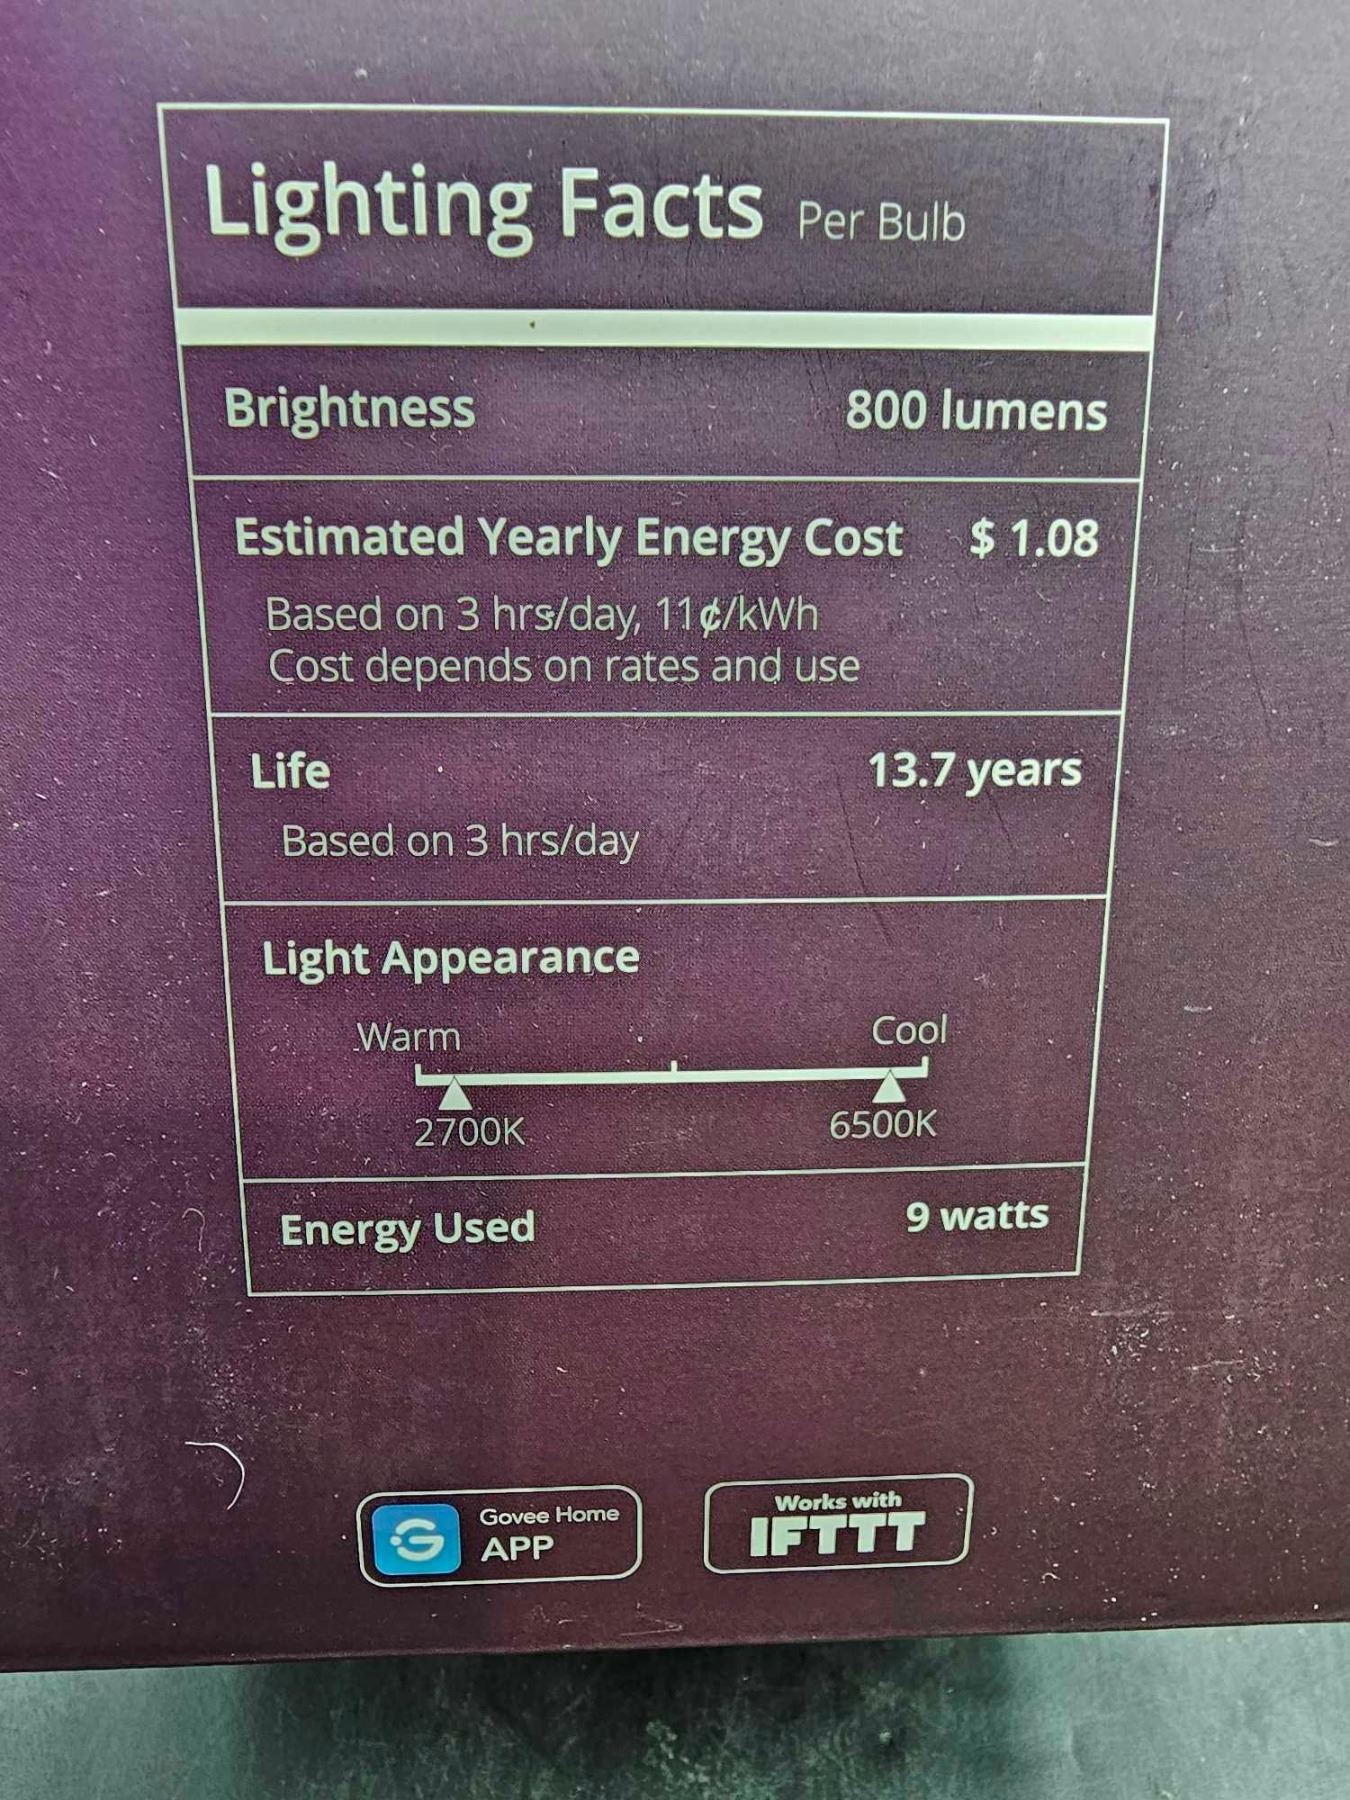 Lighting Facts Per Bulb
Brightness 800 lumens
Estimated Yearly Energy Cost $ 1.08
Based on 3 hrs/day, 11¢/kWh
Cost depends on rates and use
Life 13.7 years
Based on 3 hrs/day
Light Appearance
Warm Cool
2700K 6500K
Energy Used 9 watts
Govee Home
APP
Works with
IFTTT